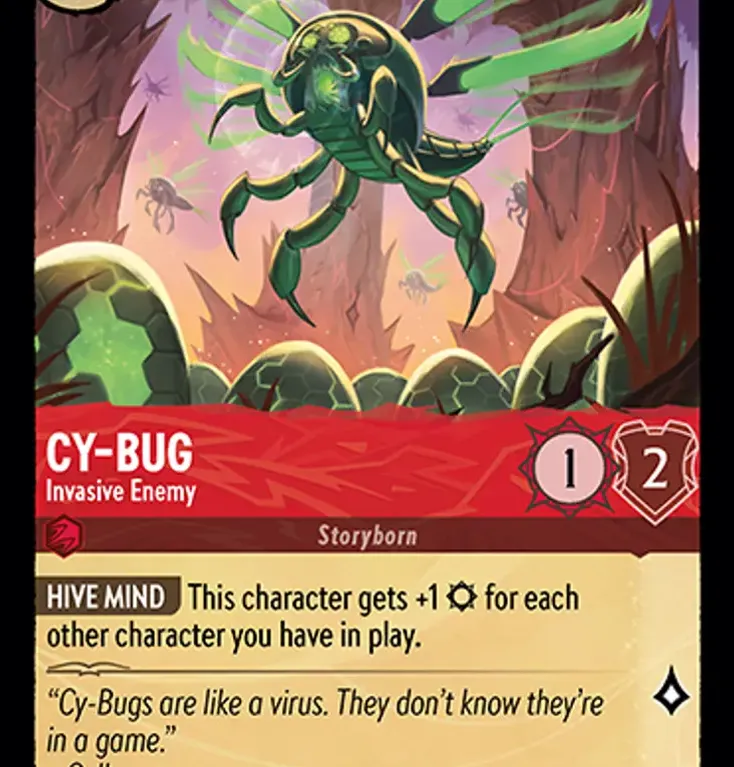 CY-BUG
Invasive Enemy
1
2
Storyborn
HIVE MIND This character gets +1 for each
other character you have in play.
“Cy-Bugs are like a virus. They don’t know they’re
in a game.”